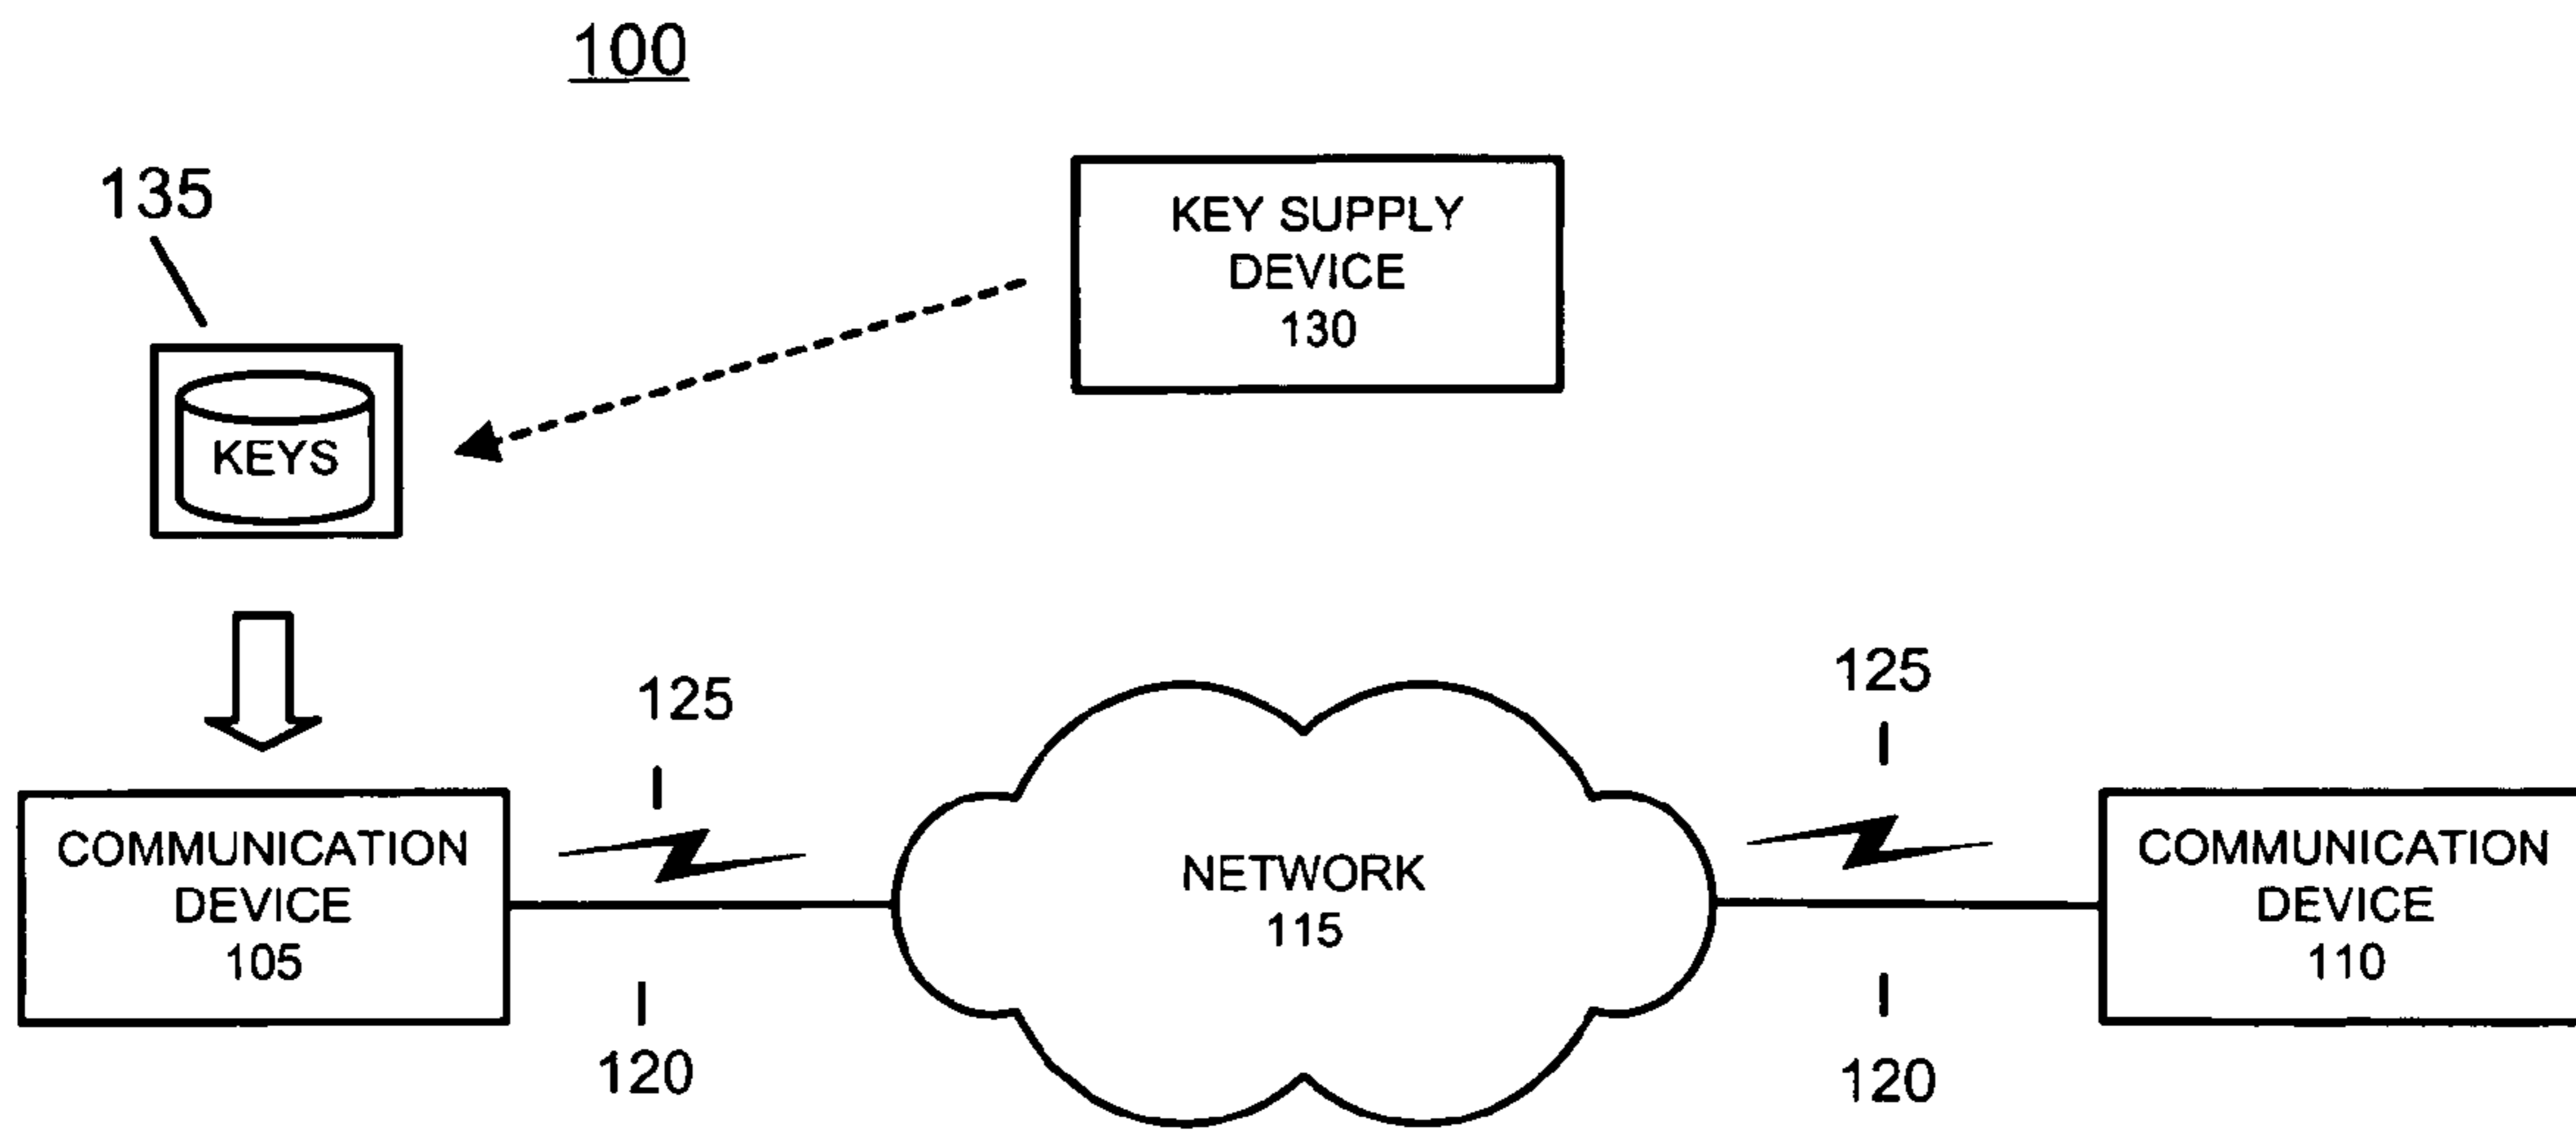 100
135
KEY SUPPLY
DEVICE
130
KEYS
125
125
COMMUNICATION
DEVICE
105
NETWORK
115
COMMUNICATION
DEVICE
110
120
120